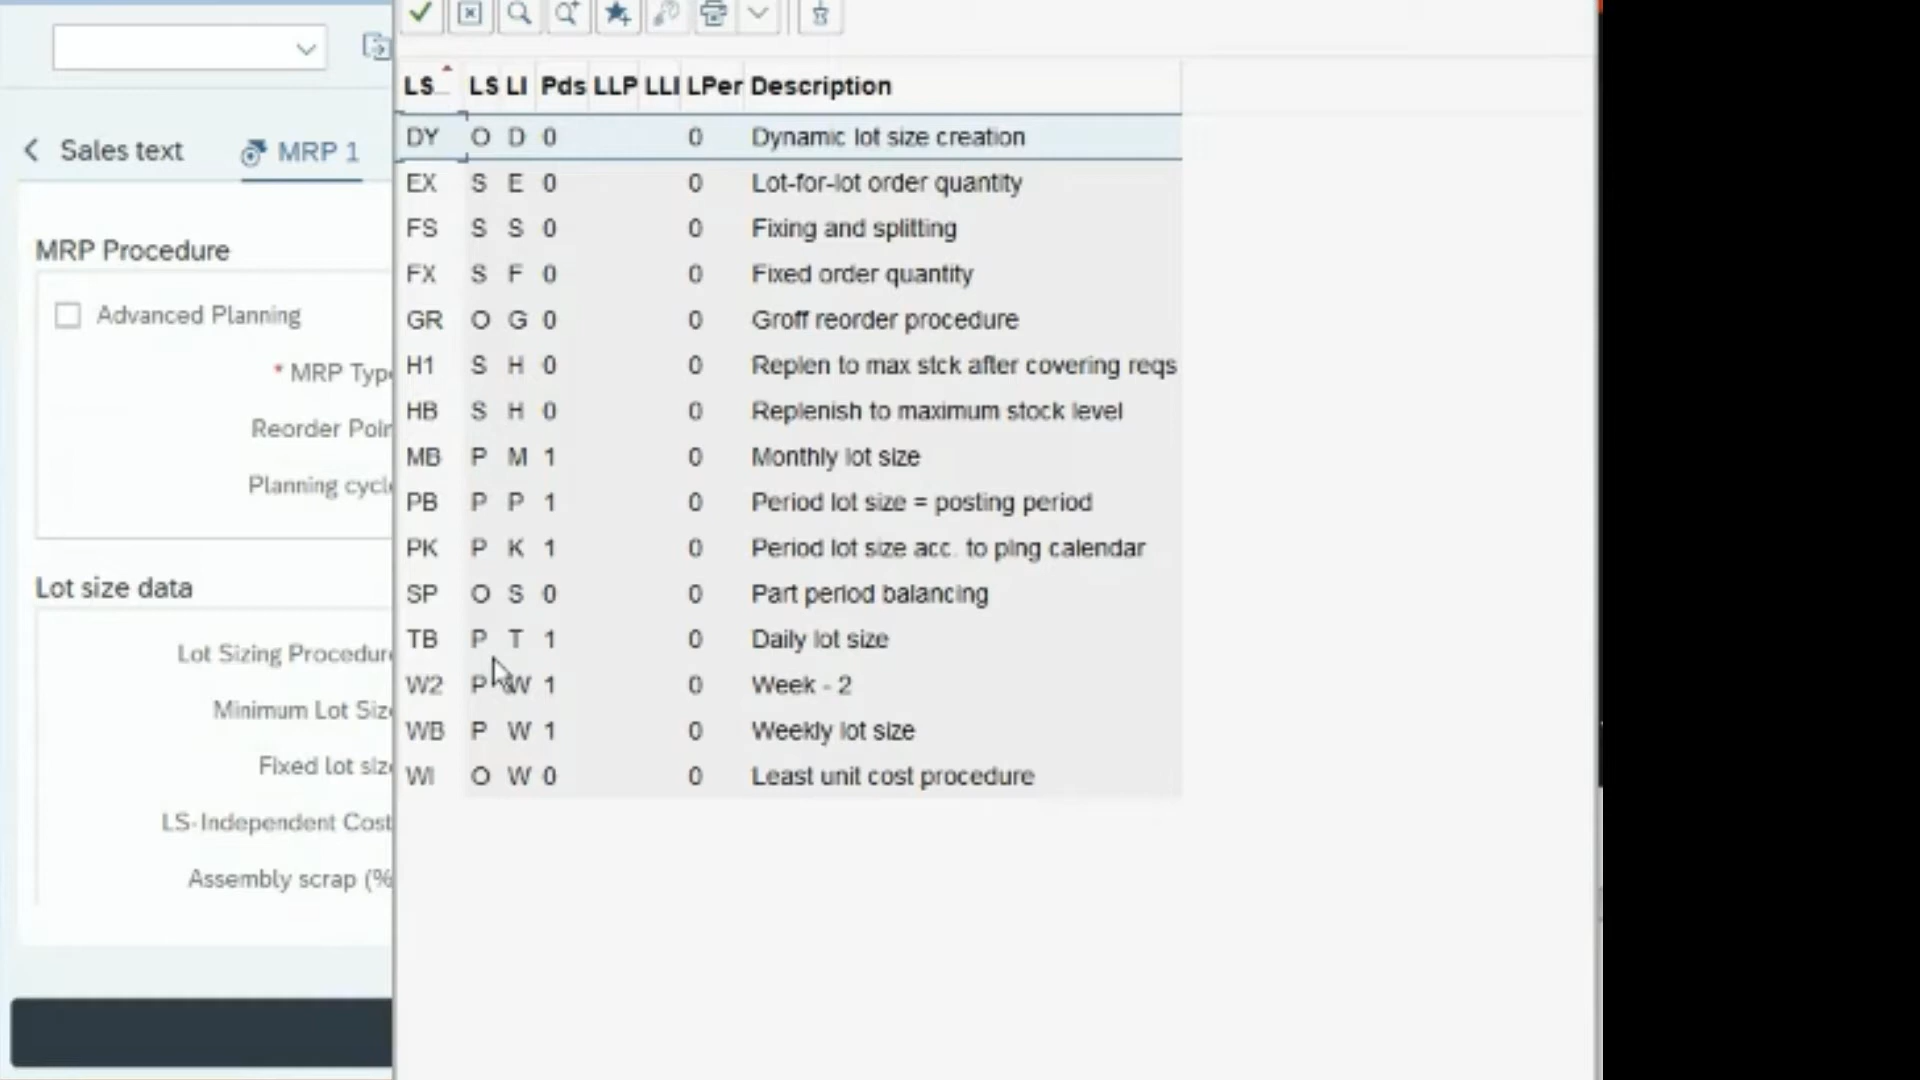 Sales text
MRP 1
MRP Procedure
Advanced Planning
* MRP Type
Reorder Poin
Planning cycl
Lot size data
Lot Sizing Procedure
Minimum Lot Size
Fixed lot size
LS-Independent Cost
Assembly scrap (%
LS LS LI Pds LLP LLI LPer Description
DY O D 0 0 Dynamic lot size creation
EX S E 0 0 Lot-for-lot order quantity
FS S S 0 0 Fixing and splitting
FX S F 0 0 Fixed order quantity
GR O G 0 0 Groff reorder procedure
H1 S H 0 0 Replen to max stck after covering reqs
HB S H 0 0 Replenish to maximum stock level
MB P M 1 0 Monthly lot size
PB P P 1 0 Period lot size = posting period
PK P K 1 0 Period lot size acc. to plng calendar
SP O S 0 0 Part period balancing
TB P T 1 0 Daily lot size
W2 P W 1 0 Week - 2
WB P W 1 0 Weekly lot size
WI O W 0 0 Least unit cost procedure